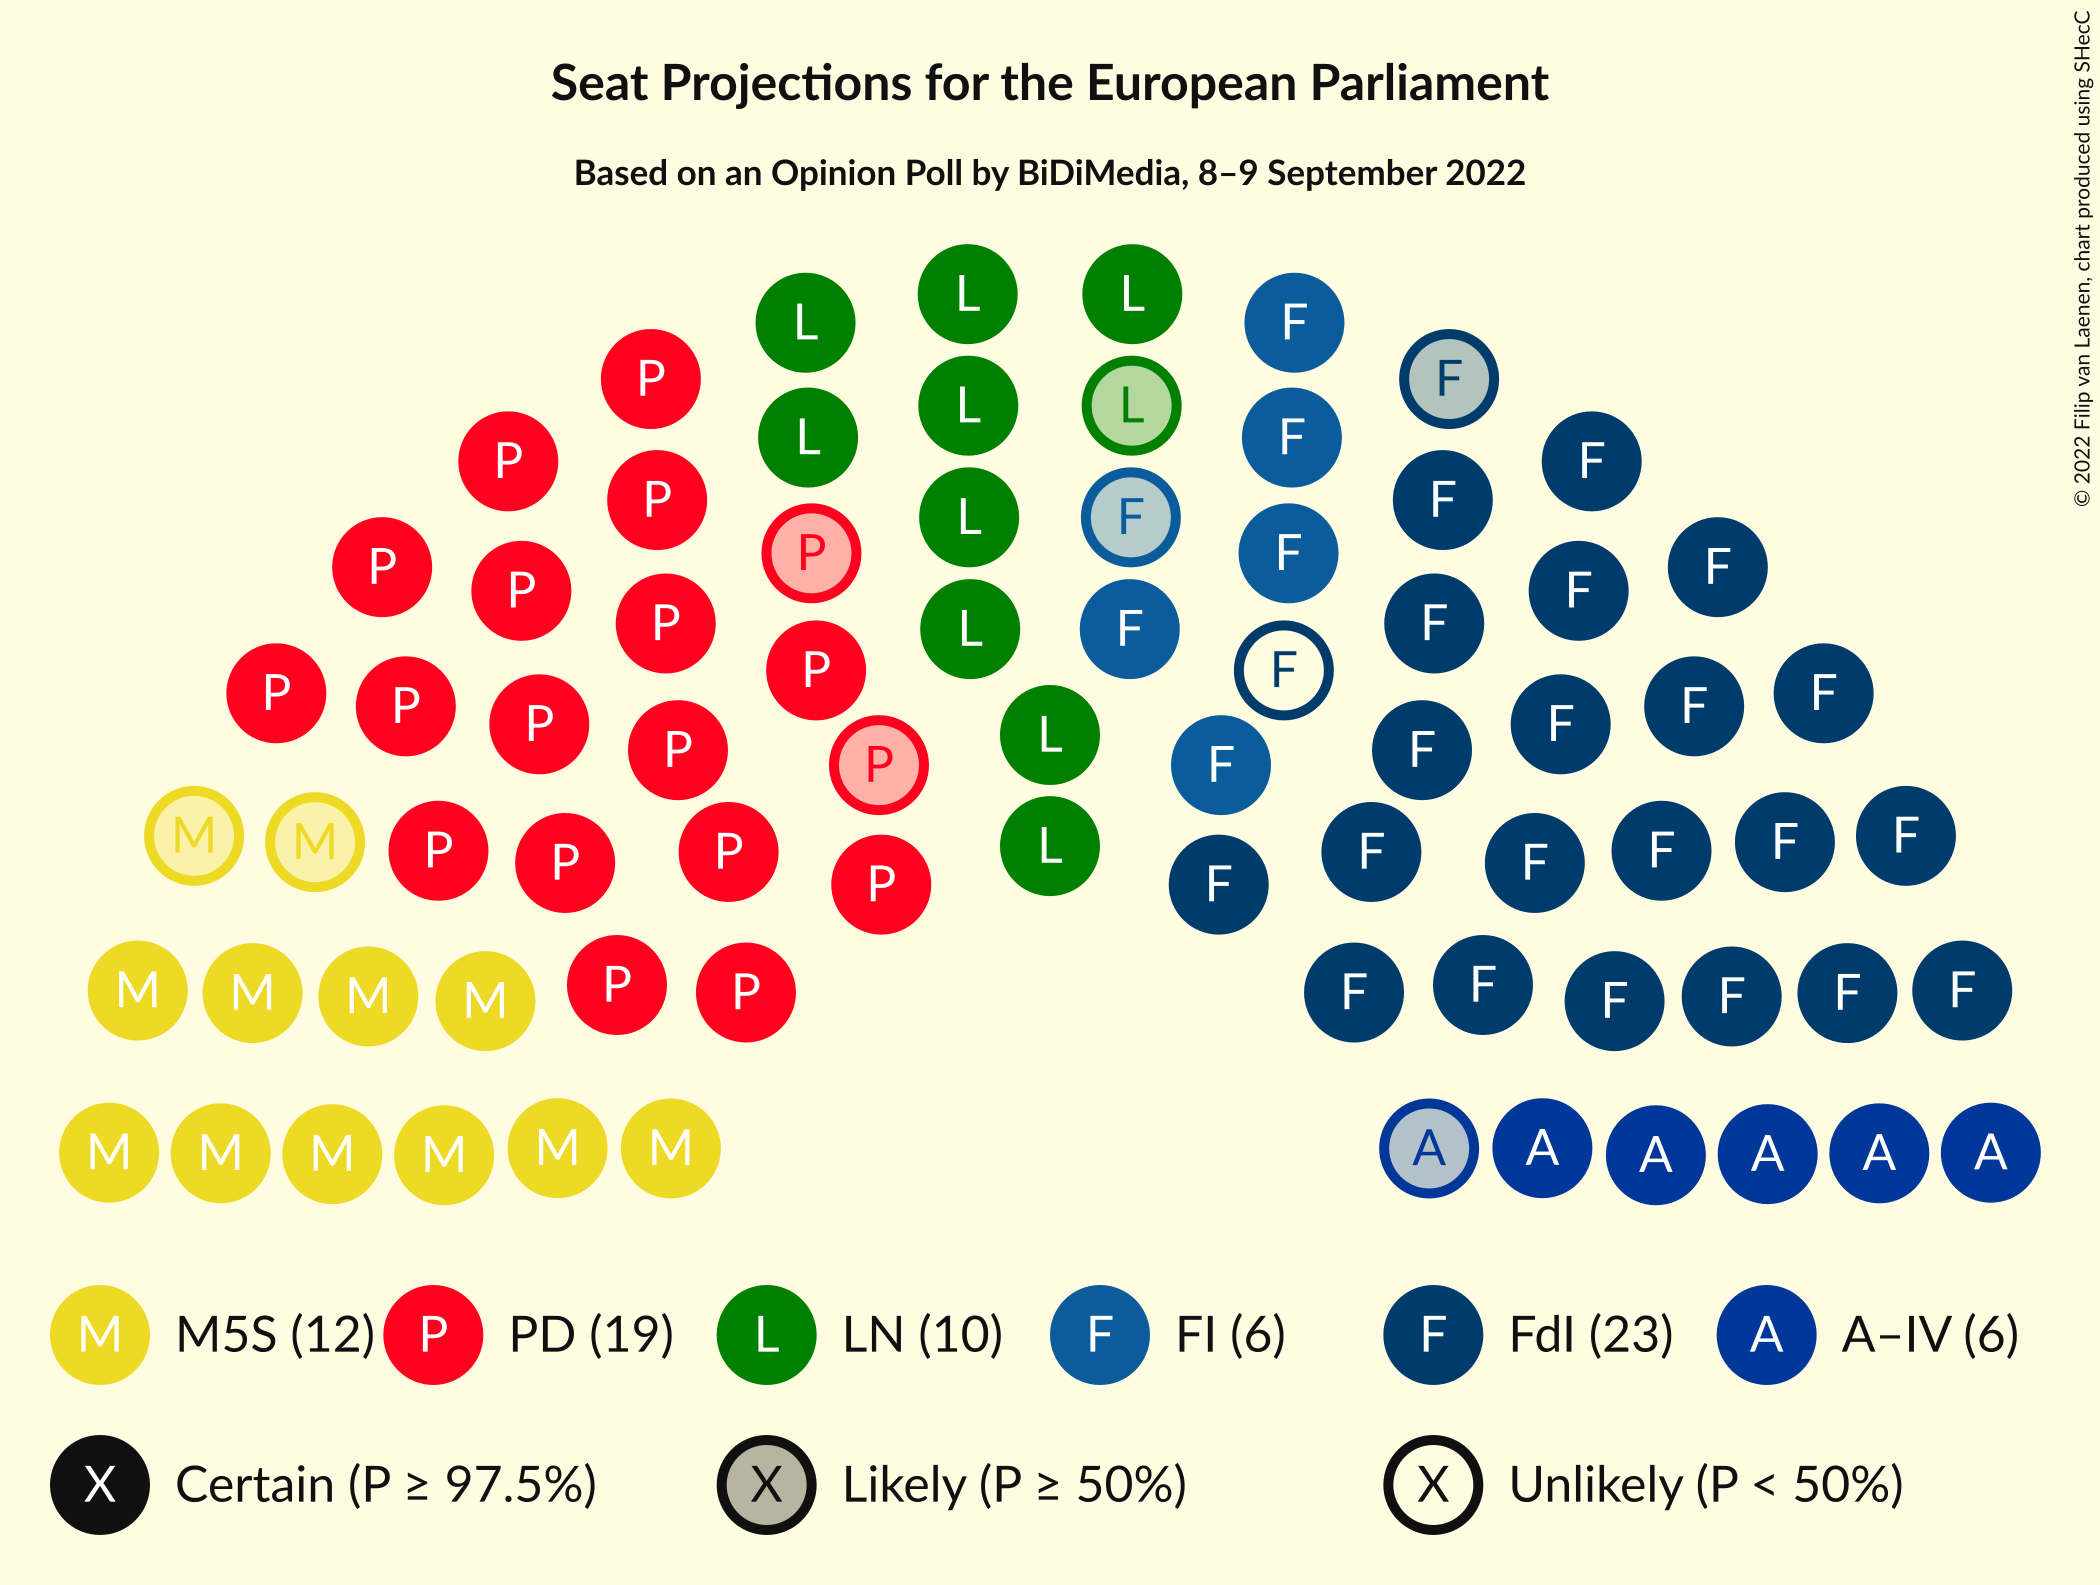 Seat Projections for the European Parliament
Based on an Opinion Poll by BiDiMedia, 8–9 September 2022
© 2022 Filip van Laenen, chart produced using SHecC
L L
L F
L L
P F
L F
P F
L F
P F
P F
P F
P F
P F
P F
L F
P F
P F
P F
P F
P F
P F
L
P F
M F
M F
L
P F
P F
P F
P F
P F
M F
M F
M F
M F
M M M M M M A A A A A A
M M5S (12) P PD (19) L LN (10) F FI (6) F FdI (23) A A–IV (6)
X Certain (P ≥ 97.5%) X Likely (P ≥ 50%) X Unlikely (P < 50%)